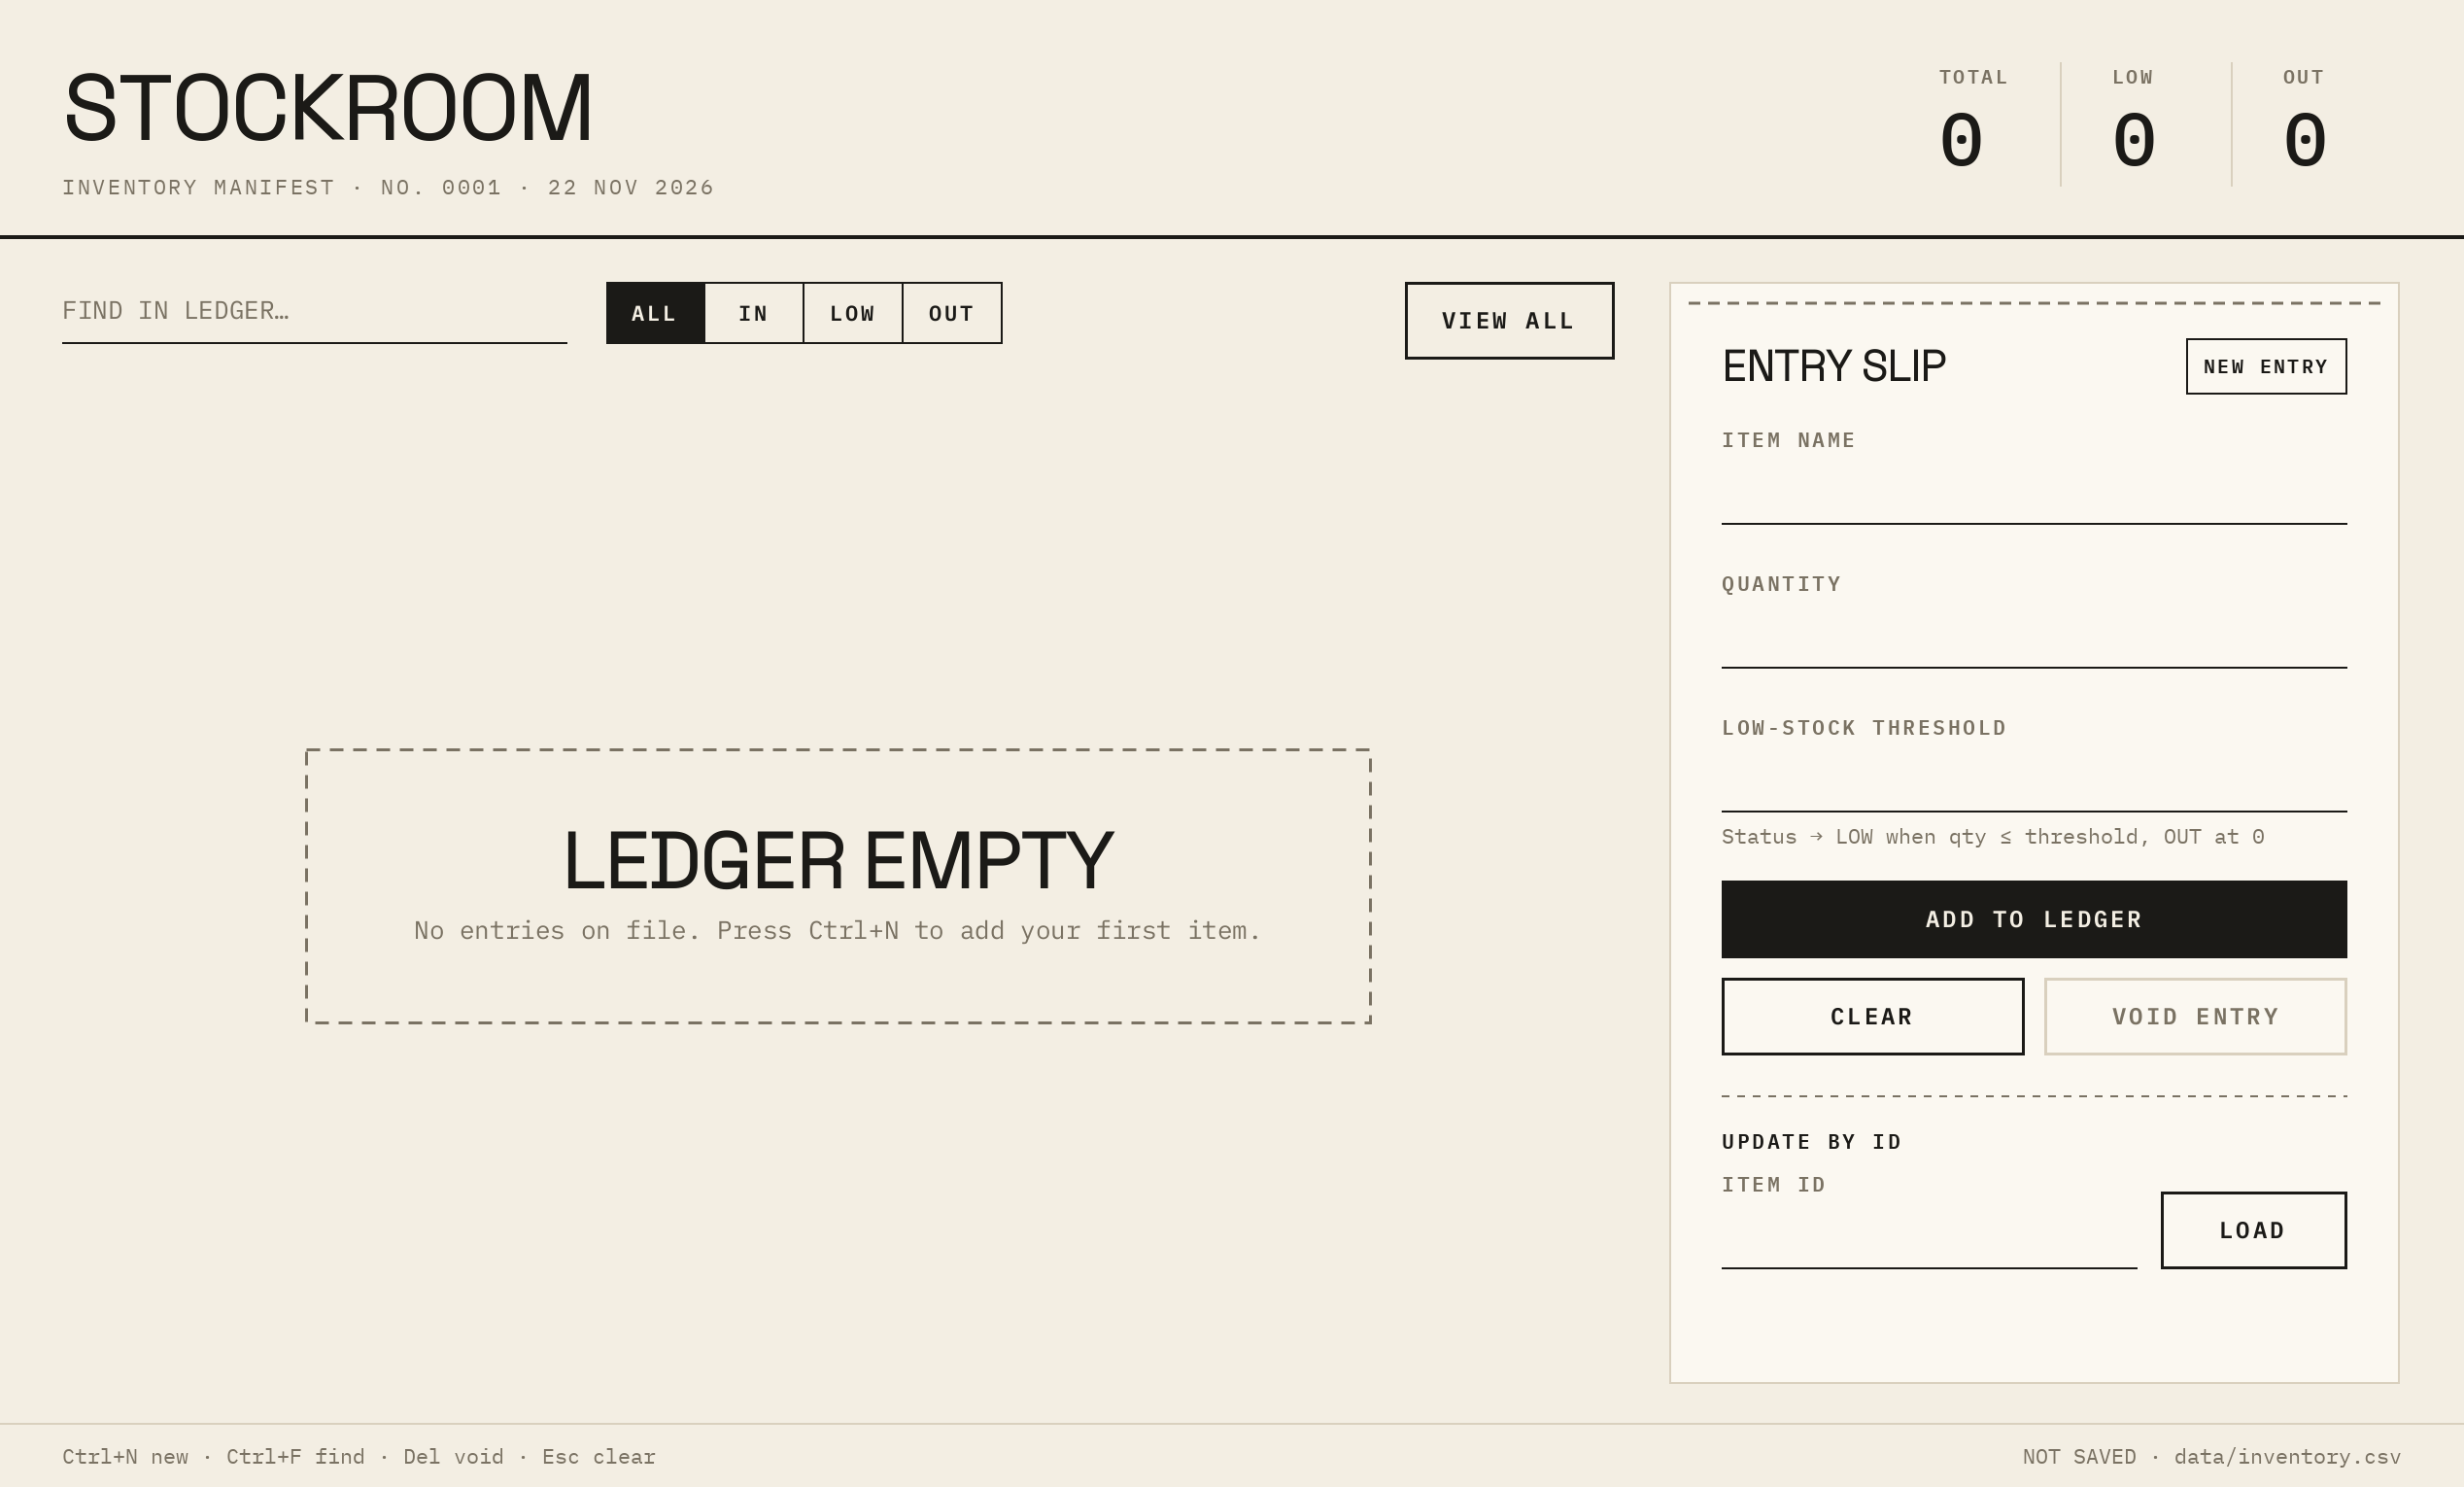 STOCKROOM
INVENTORY MANIFEST · NO. 0001 · 22 NOV 2026
TOTAL
0
LOW
0
OUT
0
FIND IN LEDGER…
ALL
IN
LOW
OUT
VIEW ALL
LEDGER EMPTY
No entries on file. Press Ctrl+N to add your first item.
ENTRY SLIP
NEW ENTRY
ITEM NAME
QUANTITY
LOW-STOCK THRESHOLD
Status → LOW when qty ≤ threshold, OUT at 0
ADD TO LEDGER
CLEAR
VOID ENTRY
UPDATE BY ID
ITEM ID
LOAD
Ctrl+N new · Ctrl+F find · Del void · Esc clear
NOT SAVED · data/inventory.csv